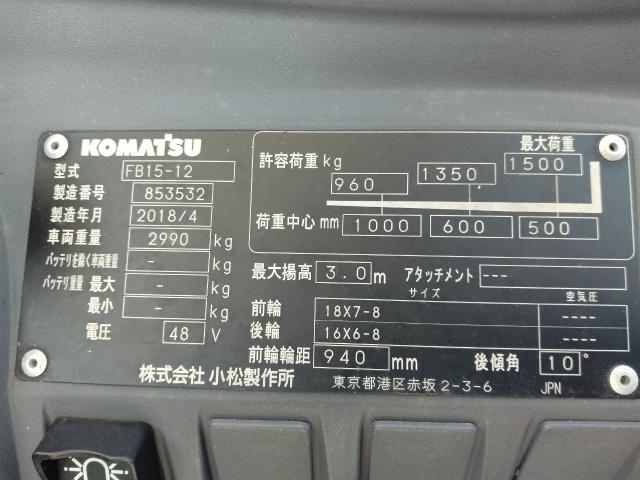 KOMATSU
型式 FB15-12
製造番号 853532
製造年月 2018/4
車両重量 2990 kg
バッテリを除く車両重量 - kg
バッテリ重量 最大 - kg
最小 - kg
電圧 48 V
最大荷重
許容荷重 kg 960 1350 1500
荷重中心 mm 1000 600 500
最大揚高 3.0 m アタッチメント ---
サイズ 空気圧
前輪 18X7-8 ----
後輪 16X6-8 ----
前輪輪距 940 mm 後傾角 10°
株式会社 小松製作所 東京都港区赤坂2-3-6 JPN